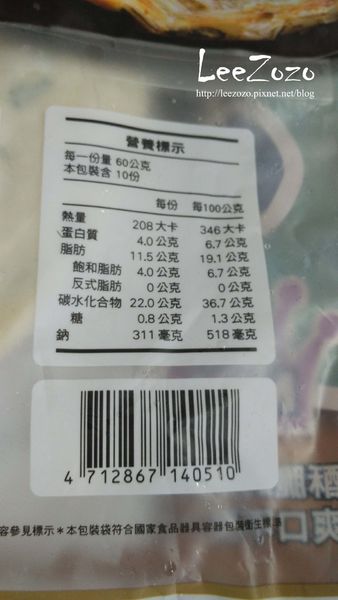 LeeZozo
http://leezozo.pixnet.net/blog
營養標示
每一份量 60公克
本包裝含 10份
每份 每100公克
熱量 208 大卡 346 大卡
蛋白質 4.0 公克 6.7 公克
脂肪 11.5 公克 19.1 公克
飽和脂肪 4.0 公克 6.7 公克
反式脂肪 0 公克 0 公克
碳水化合物 22.0 公克 36.7 公克
糖 0.8 公克 1.3 公克
鈉 311 毫克 518 毫克
4 712867 140510
容參見標示＊本包裝袋符合國家食品器具容器包裝衛生標準
口爽